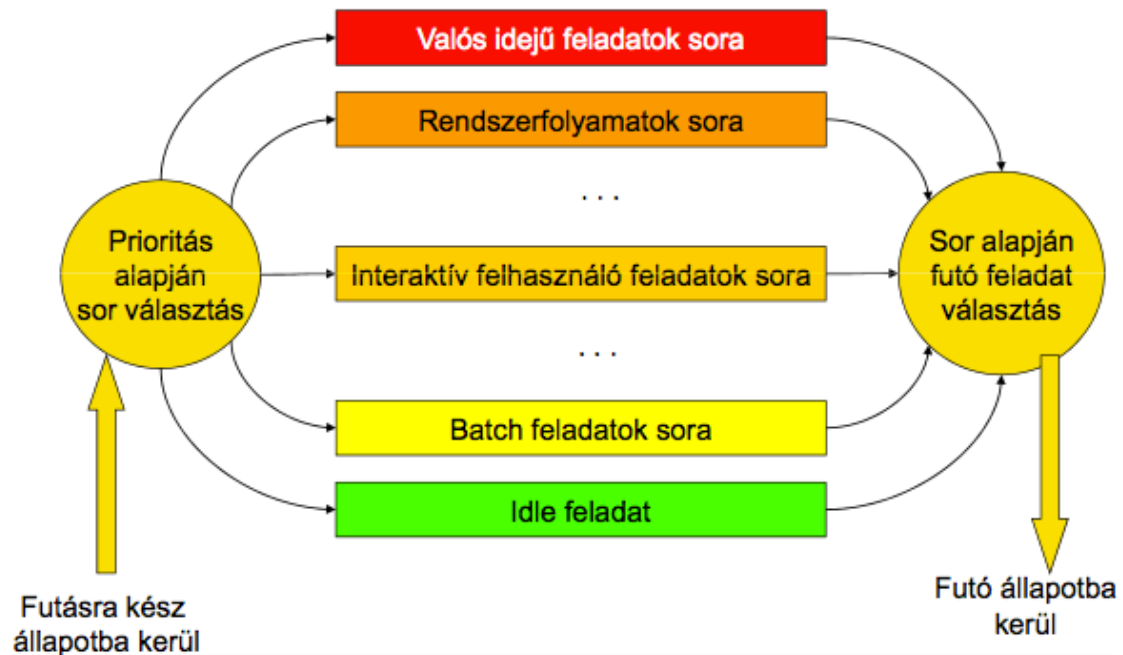 Valós idejű feladatok sora
Rendszerfolyamatok sora
. . .
Prioritás
alapján
sor választás
Interaktív felhasználó feladatok sora
Sor alapján
futó feladat
választás
. . .
Batch feladatok sora
Idle feladat
Futásra kész
állapotba kerül
Futó állapotba
kerül